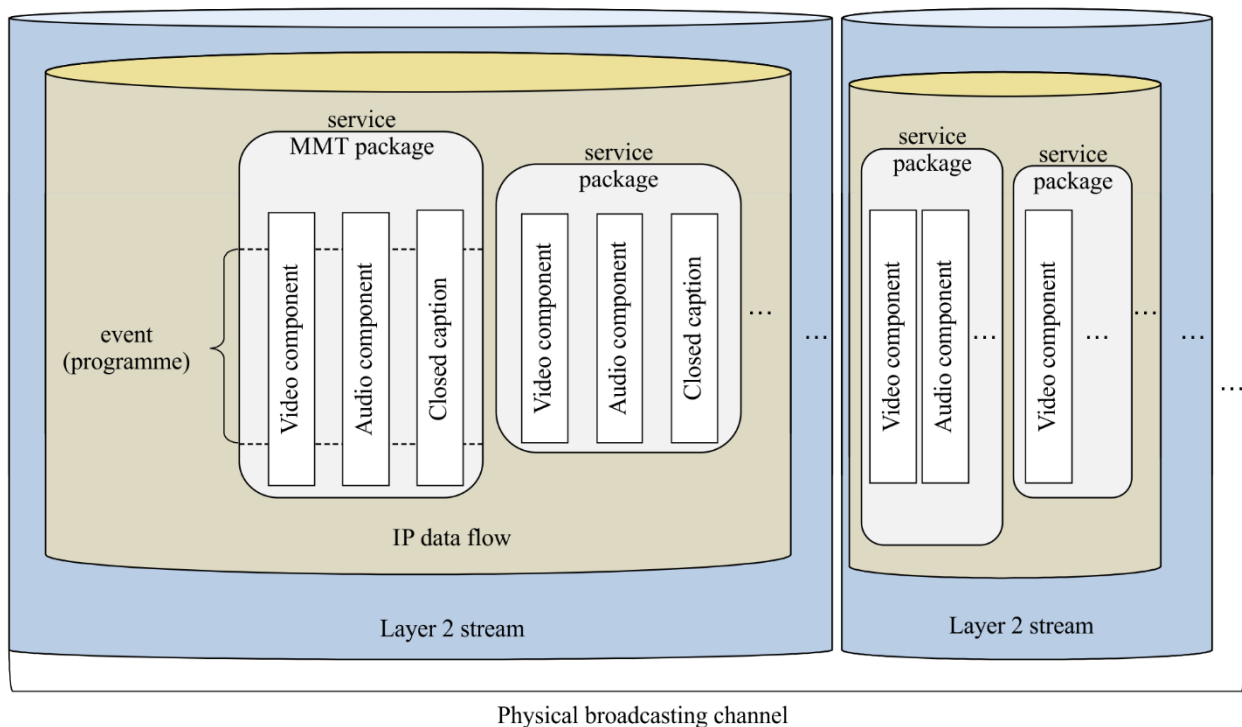 service
MMT package
Video component
Audio component
Closed caption
event
(programme)
service
package
Video component
Audio component
Closed caption
...
...
IP data flow
Layer 2 stream
service
package
Video component
Audio component
...
service
package
Video component
...
...
...
Layer 2 stream
...
Physical broadcasting channel